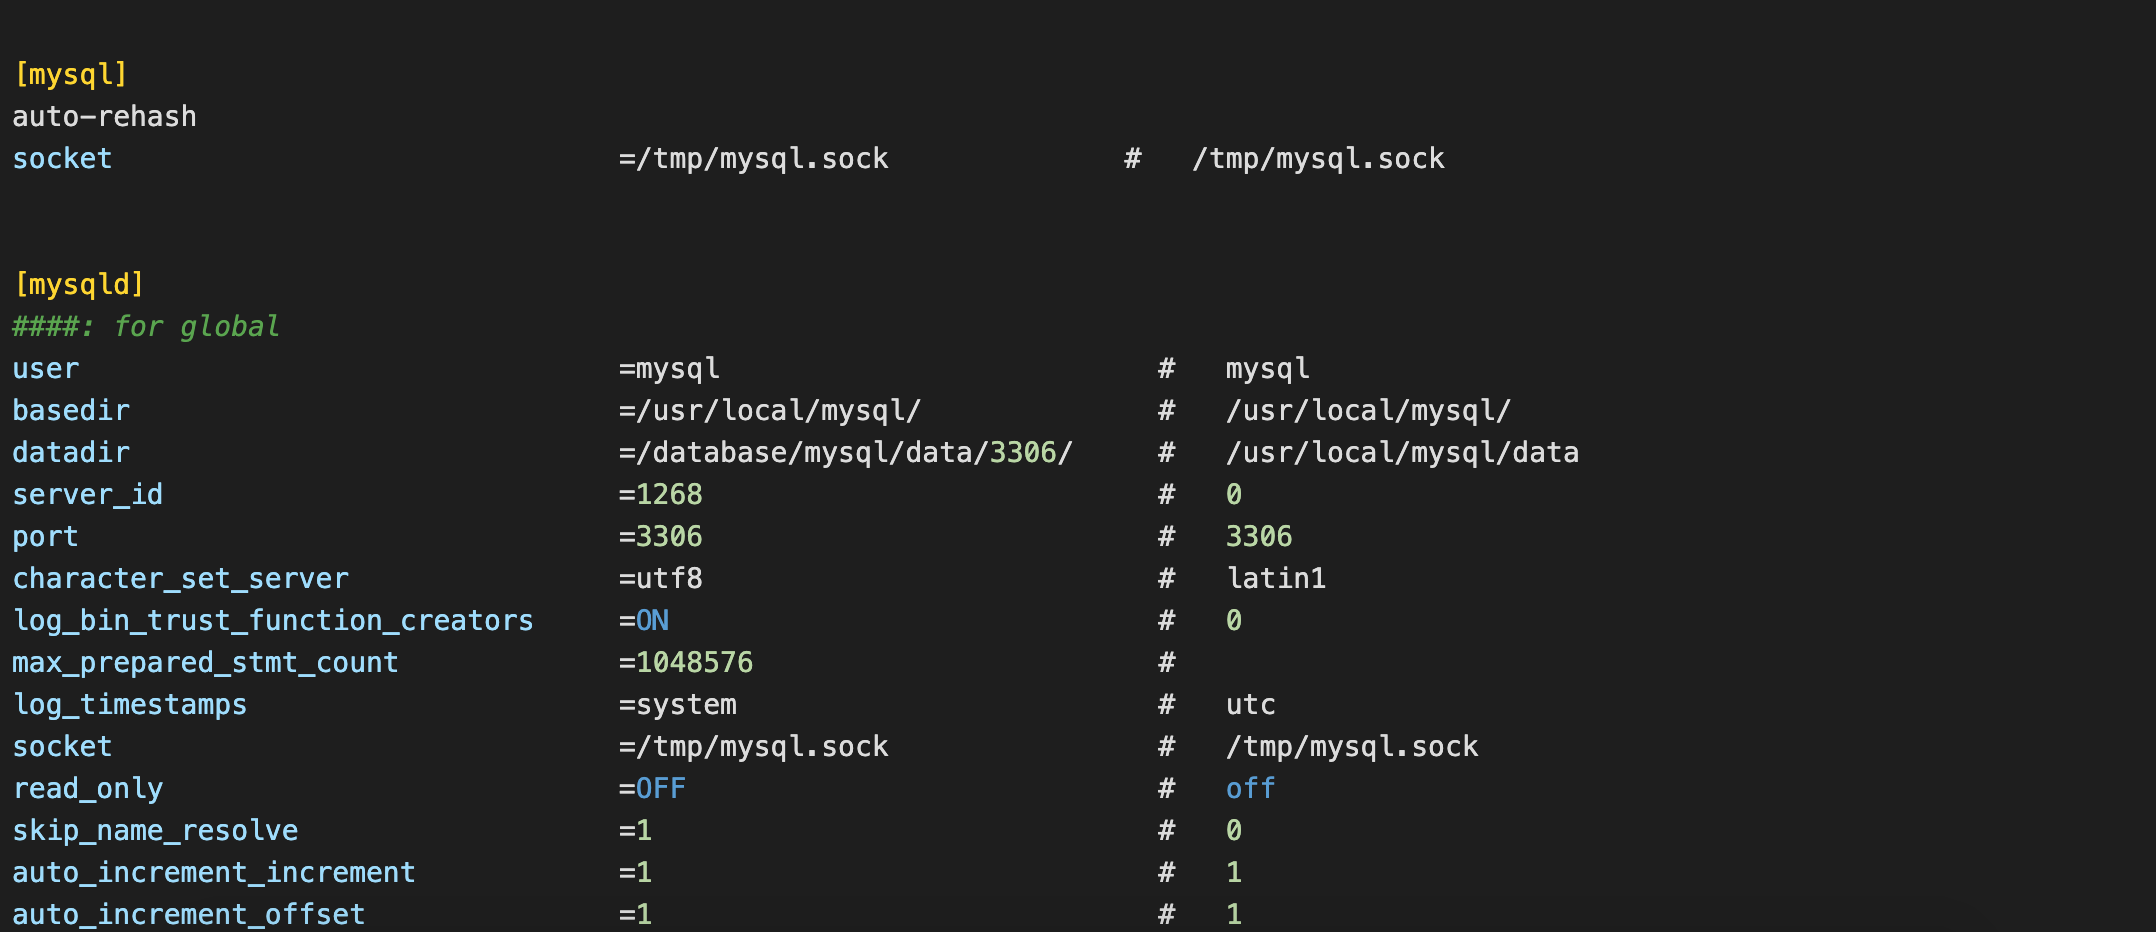 [mysql]
auto-rehash
socket =/tmp/mysql.sock # /tmp/mysql.sock
[mysqld]
####: for global
user =mysql # mysql
basedir =/usr/local/mysql/ # /usr/local/mysql/
datadir =/database/mysql/data/3306/ # /usr/local/mysql/data
server_id =1268 # 0
port =3306 # 3306
character_set_server =utf8 # latin1
log_bin_trust_function_creators =ON # 0
max_prepared_stmt_count =1048576 #
log_timestamps =system # utc
socket =/tmp/mysql.sock # /tmp/mysql.sock
read_only =OFF # off
skip_name_resolve =1 # 0
auto_increment_increment =1 # 1
auto_increment_offset =1 # 1